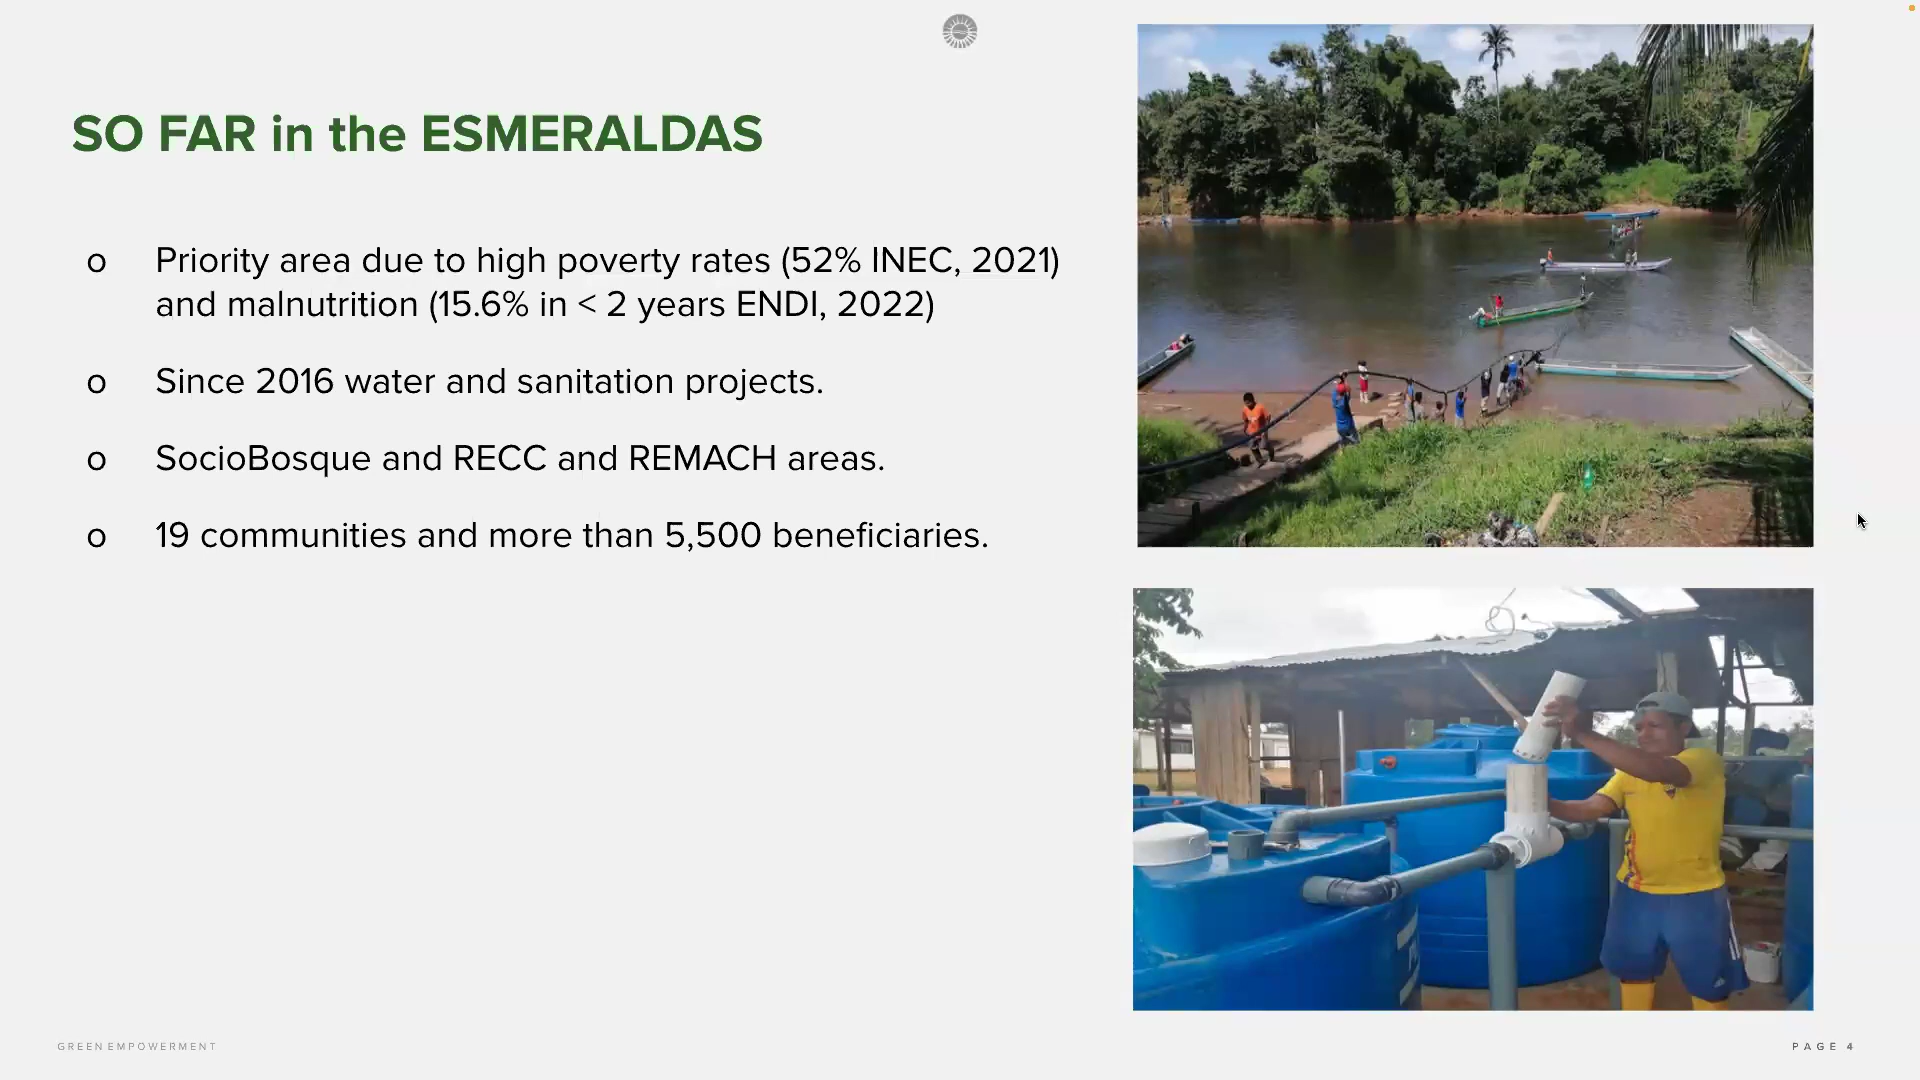 SO FAR in the ESMERALDAS
o Priority area due to high poverty rates (52% INEC, 2021)
and malnutrition (15.6% in < 2 years ENDI, 2022)
o Since 2016 water and sanitation projects.
o SocioBosque and RECC and REMACH areas.
o 19 communities and more than 5,500 beneficiaries.
GREEN EMPOWERMENT
PAGE 4